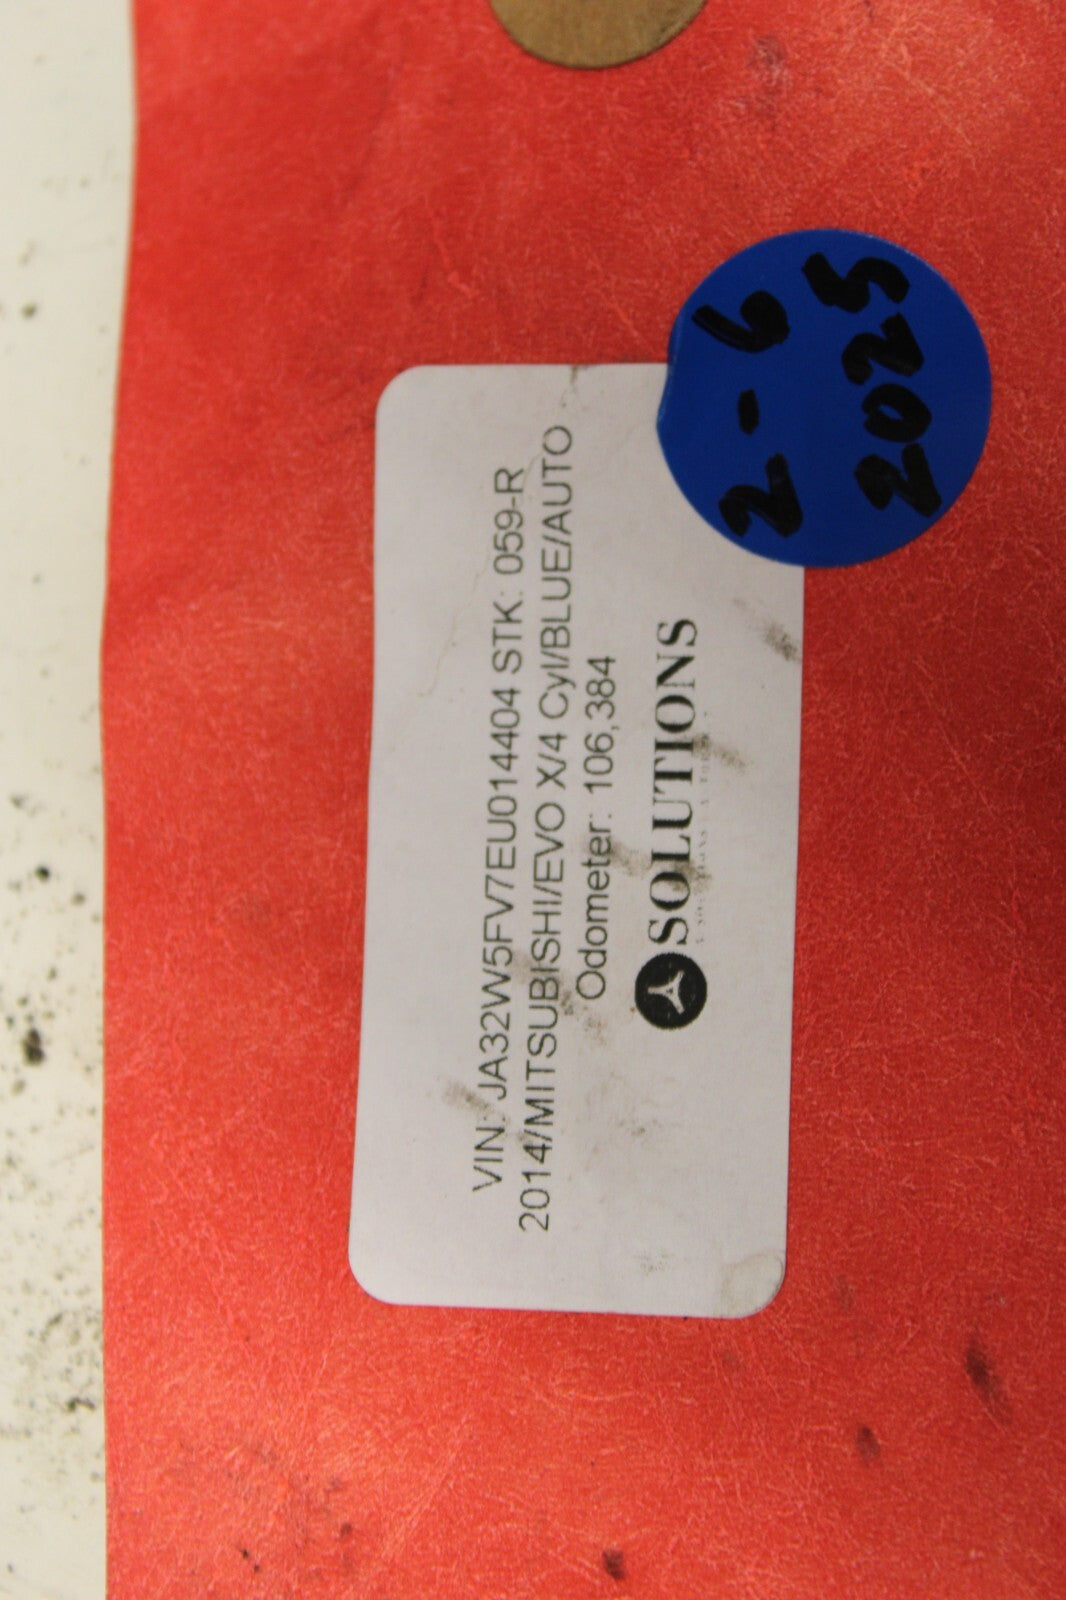 VIN: JA32W5FV7EU014404 STK: 059-R
2014/MITSUBISHI/EVO X/4 Cyl/BLUE/AUTO
Odometer: 106,384
SOLUTIONS
2-6
2025